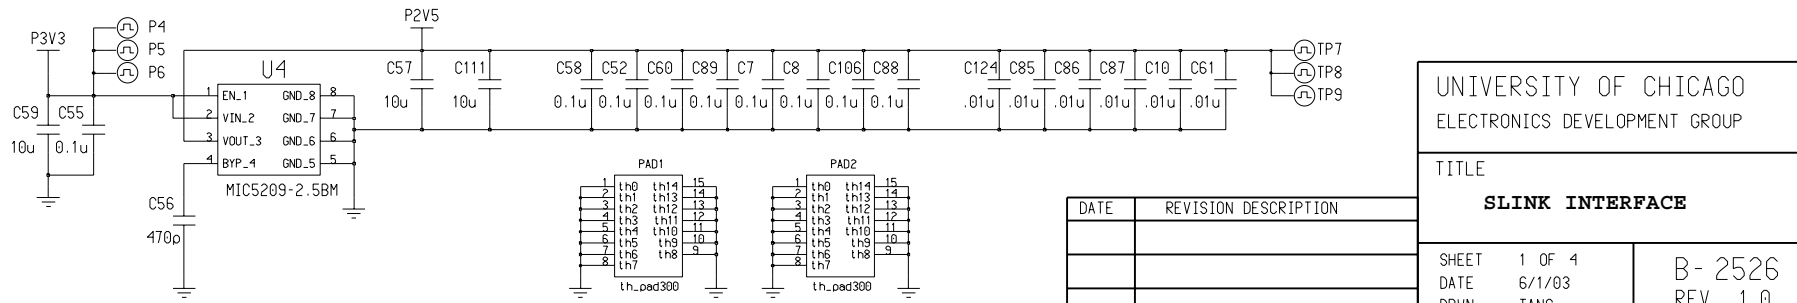 P3V3
P4
P5
P6
P2V5
U4
1 EN_1 GND_8 8
2 VIN_2 GND_7 7
3 VOUT_3 GND_6 6
4 BYP_4 GND_5 5
MIC5209-2.5BM
C59 C55
10u 0.1u
C56
470p
C57 C111 C58 C52 C60 C89 C7 C8 C106 C88 C124 C85 C86 C87 C10 C61
10u 10u 0.1u 0.1u 0.1u 0.1u 0.1u 0.1u 0.1u 0.1u .01u .01u .01u .01u .01u .01u
TP7
TP8
TP9
PAD1
1 th0 th14 15
2 th1 th13 14
3 th2 th12 13
4 th3 th11 12
5 th4 th10 11
6 th5 th9 10
7 th6 th8 9
8 th7
th_pad300
PAD2
1 th0 th14 15
2 th1 th13 14
3 th2 th12 13
4 th3 th11 12
5 th4 th10 11
6 th5 th9 10
7 th6 th8 9
8 th7
th_pad300
DATE REVISION DESCRIPTION
UNIVERSITY OF CHICAGO
ELECTRONICS DEVELOPMENT GROUP
TITLE
SLINK INTERFACE
SHEET 1 OF 4
DATE 6/1/03
B-2526
REV 1.0